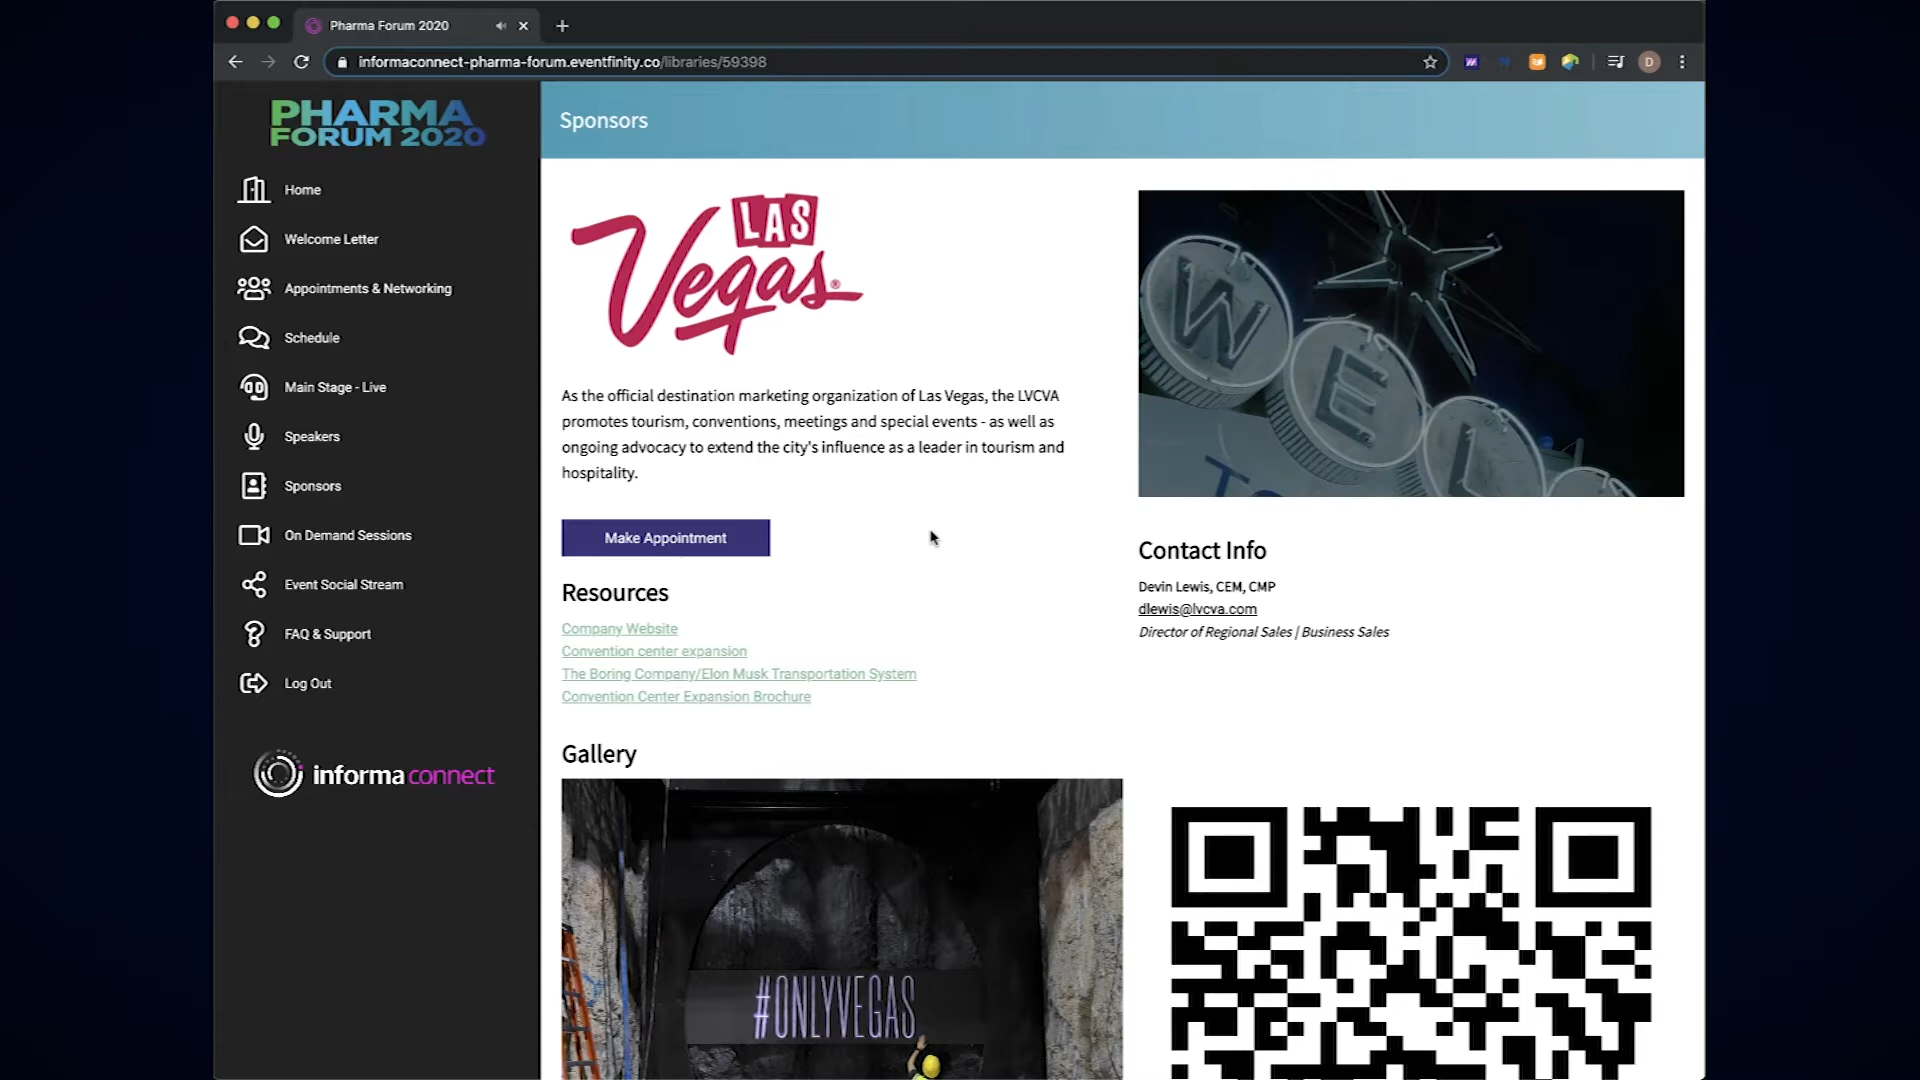 Pharma Forum 2020
informaconnect-pharma-forum.eventfinity.co/libraries/59398
D
PHARMA
FORUM 2020
Home
Welcome Letter
Appointments & Networking
Schedule
Main Stage - Live
Speakers
Sponsors
On Demand Sessions
Event Social Stream
FAQ & Support
Log Out
informa connect
Sponsors
LAS
Vegas®
As the official destination marketing organization of Las Vegas, the LVCVA
promotes tourism, conventions, meetings and special events - as well as
ongoing advocacy to extend the city's influence as a leader in tourism and
hospitality.
Make Appointment
Resources
Company Website
Convention center expansion
The Boring Company/Elon Musk Transportation System
Convention Center Expansion Brochure
Gallery
#ONLYVEGAS
WEL
Contact Info
Devin Lewis, CEM, CMP
dlewis@lvcva.com
Director of Regional Sales | Business Sales